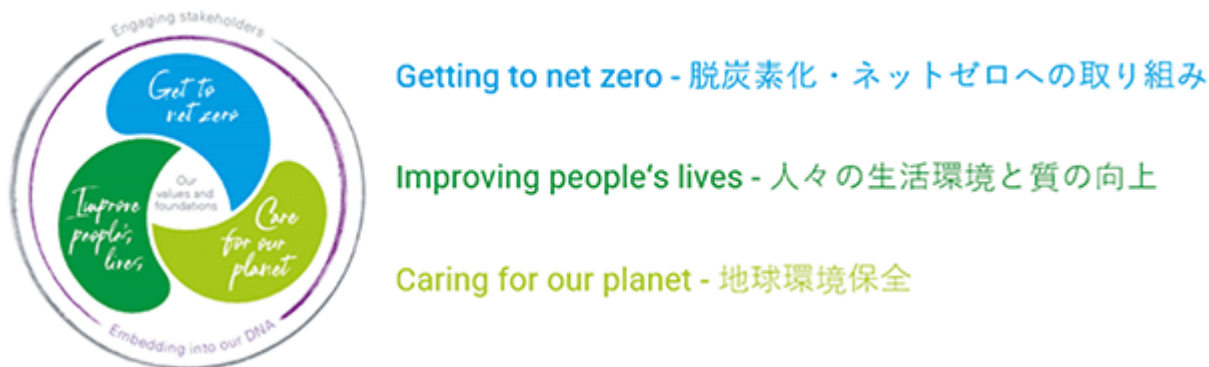 Engaging stakeholders
Get to
net zero
Our
values and
foundations
Improve
people's
lives
Care
for our
planet
Embedding into our DNA
Getting to net zero - 脱炭素化・ネットゼロへの取り組み
Improving people‘s lives - 人々の生活環境と質の向上
Caring for our planet - 地球環境保全